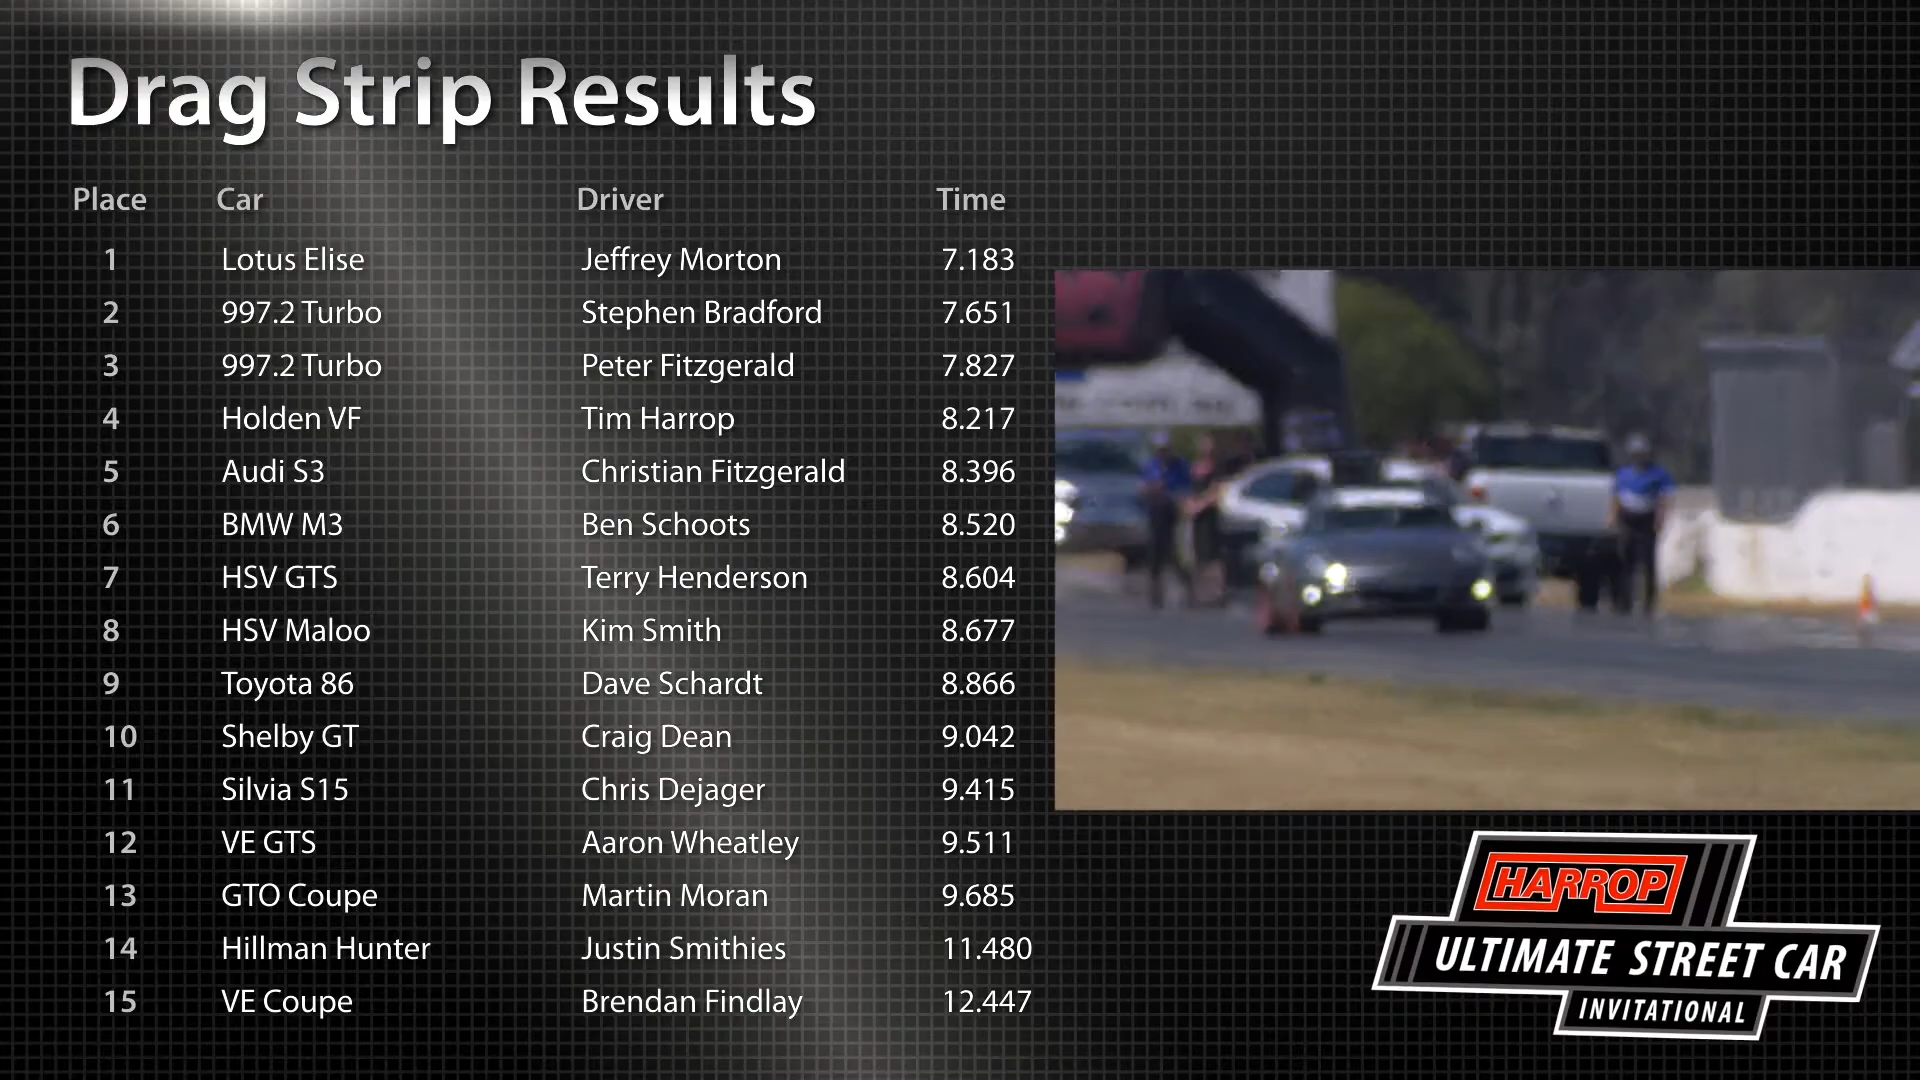 Drag Strip Results
Place Car Driver Time
1 Lotus Elise Jeffrey Morton 7.183
2 997.2 Turbo Stephen Bradford 7.651
3 997.2 Turbo Peter Fitzgerald 7.827
4 Holden VF Tim Harrop 8.217
5 Audi S3 Christian Fitzgerald 8.396
6 BMW M3 Ben Schoots 8.520
7 HSV GTS Terry Henderson 8.604
8 HSV Maloo Kim Smith 8.677
9 Toyota 86 Dave Schardt 8.866
10 Shelby GT Craig Dean 9.042
11 Silvia S15 Chris Dejager 9.415
12 VE GTS Aaron Wheatley 9.511
13 GTO Coupe Martin Moran 9.685
14 Hillman Hunter Justin Smithies 11.480
15 VE Coupe Brendan Findlay 12.447
HARROP
ULTIMATE STREET CAR
INVITATIONAL